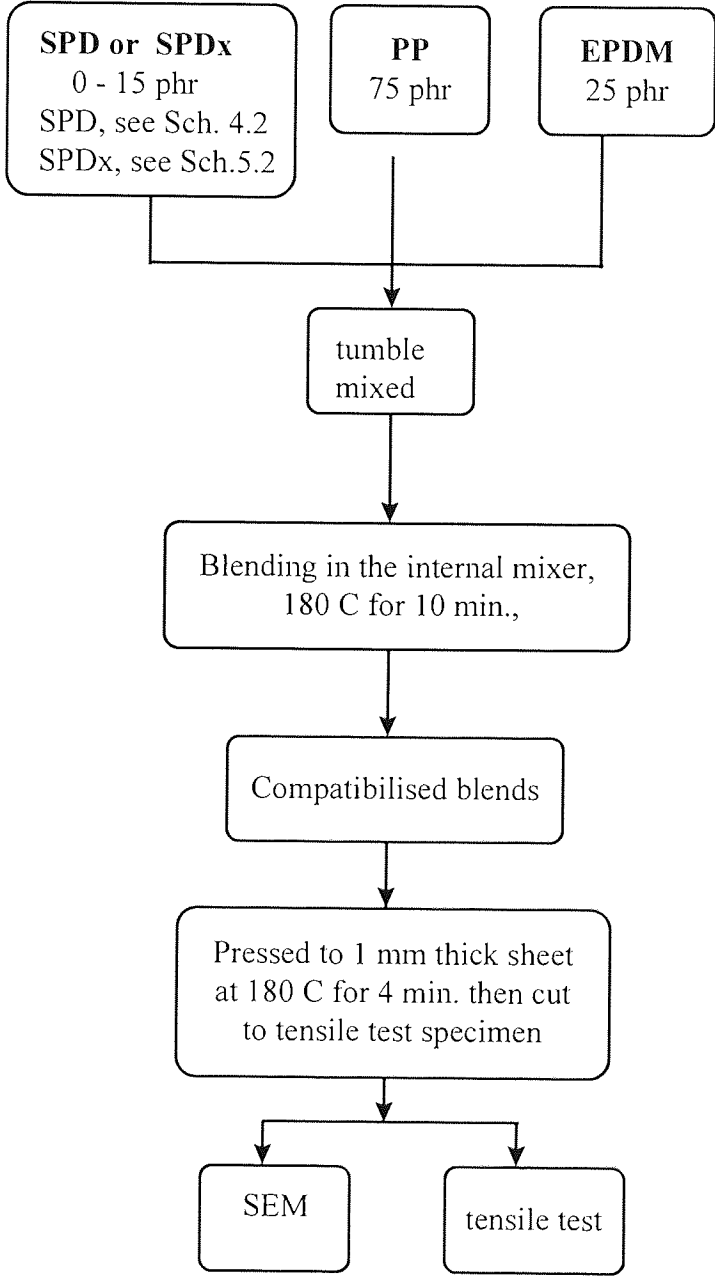 SPD or SPDx
0 - 15 phr
SPD, see Sch. 4.2
SPDx, see Sch.5.2
PP
75 phr
EPDM
25 phr
tumble
mixed
Blending in the internal mixer,
180 C for 10 min.,
Compatibilised blends
Pressed to 1 mm thick sheet
at 180 C for 4 min. then cut
to tensile test specimen
SEM
tensile test